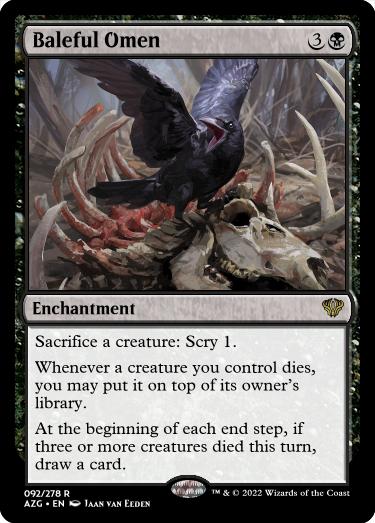 Baleful Omen 3
Enchantment
Sacrifice a creature: Scry 1.
Whenever a creature you control dies,
you may put it on top of its owner's
library.
At the beginning of each end step, if
three or more creatures died this turn,
draw a card.
092/278 R
AZG • EN Jaan van Eeden
™ & © 2022 Wizards of the Coast